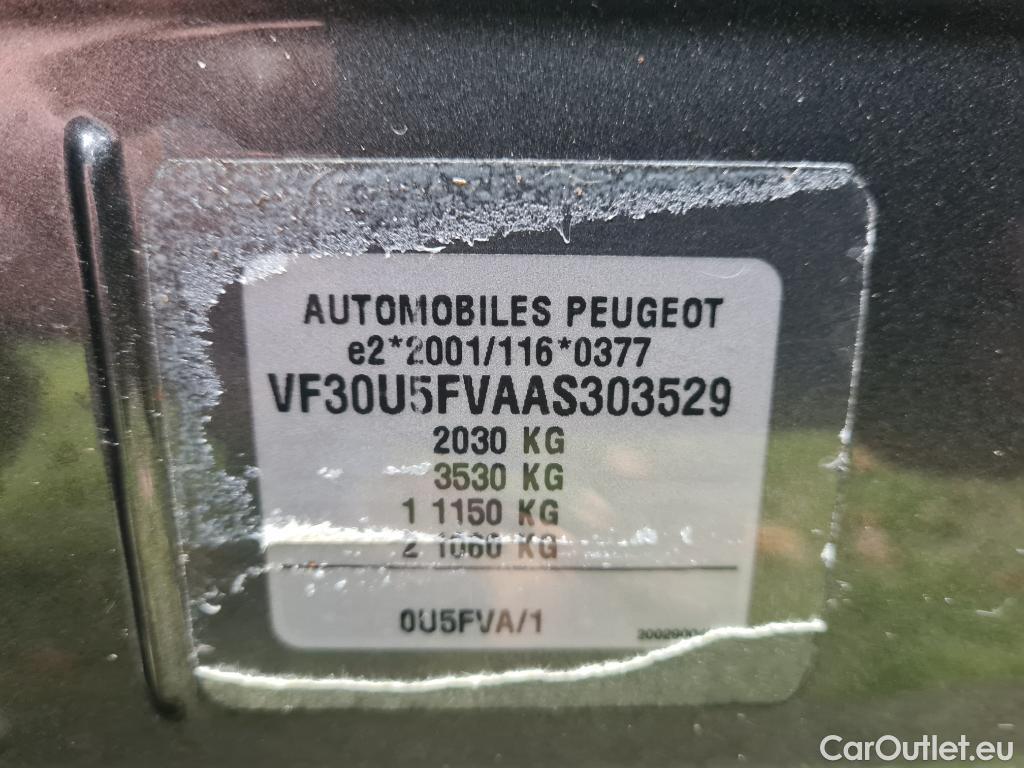 AUTOMOBILES PEUGEOT
e2*2001/116*0377
VF30U5FVAAS303529
2030 KG
3530 KG
1 1150 KG
2 1060 KG
0U5FVA/1
CarOutlet.eu